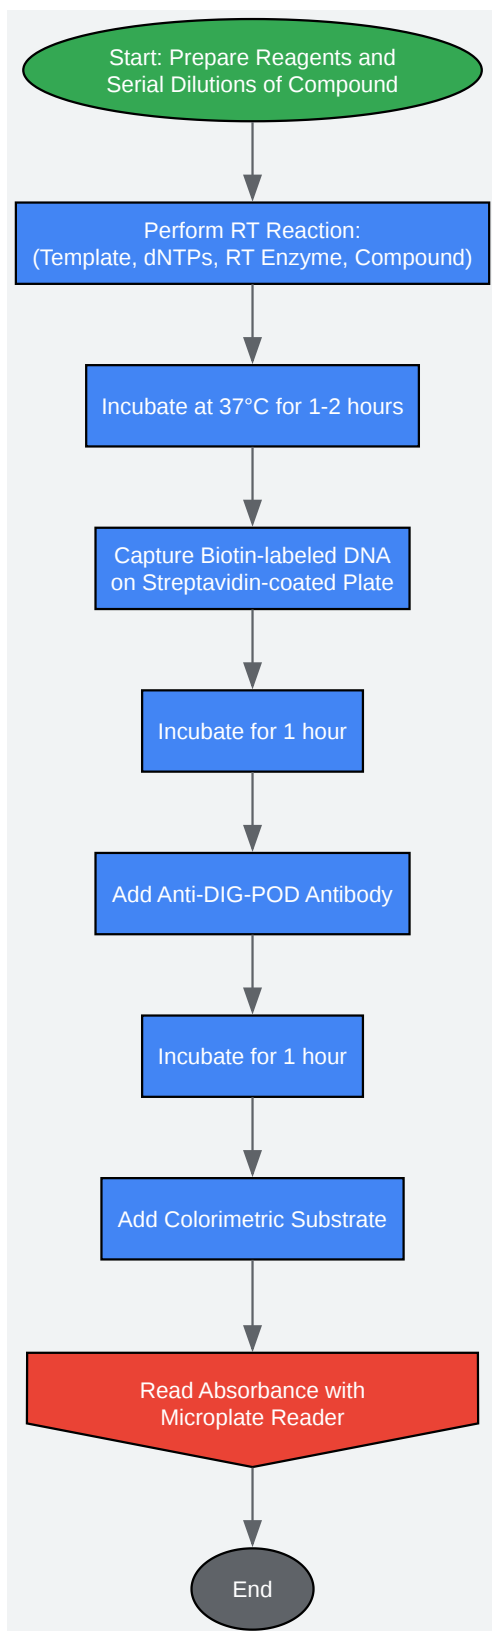 Start: Prepare Reagents and
Serial Dilutions of Compound
Perform RT Reaction:
(Template, dNTPs, RT Enzyme, Compound)
Incubate at 37°C for 1-2 hours
Capture Biotin-labeled DNA
on Streptavidin-coated Plate
Incubate for 1 hour
Add Anti-DIG-POD Antibody
Incubate for 1 hour
Add Colorimetric Substrate
Read Absorbance with
Microplate Reader
End